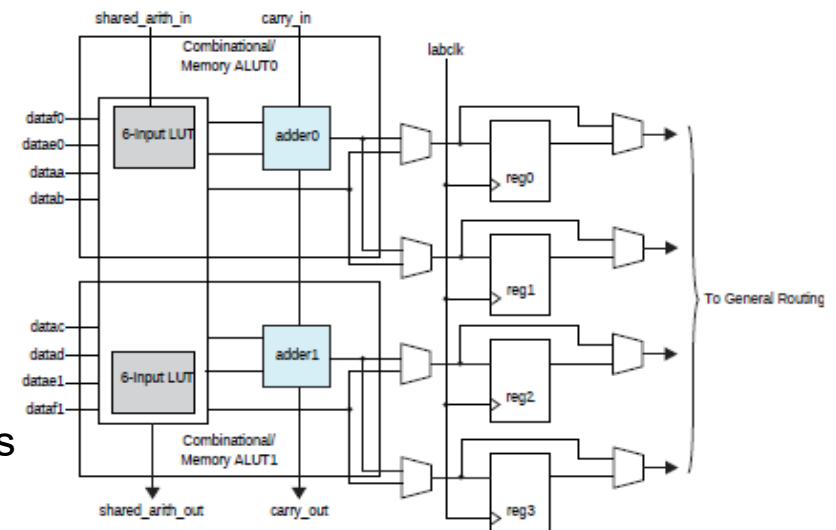 shared_arith_in
carry_in
Combinational/
Memory ALUT0
labclk
dataf0
datae0
dataa
datab
6-Input LUT
adder0
reg0
reg1
To General Routing
datac
datad
datae1
dataf1
6-Input LUT
adder1
reg2
s
Combinational/
Memory ALUT1
shared_arith_out
carry_out
reg3